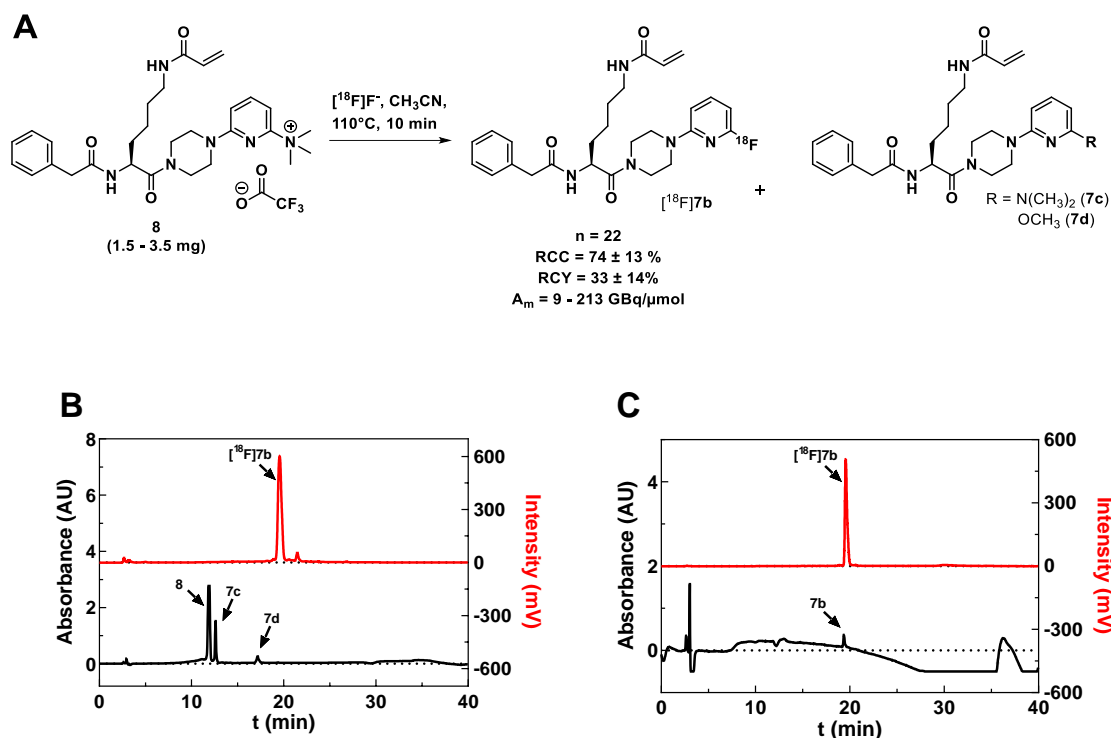 A
O
HN
[¹⁸F]F⁻, CH₃CN,
110°C, 10 min
O
N
H
O
N
N
N
N
+
O
O
CF₃
8
(1.5 - 3.5 mg)
O
HN
O
N
H
O
N
N
N
¹⁸F
[¹⁸F]7b
n = 22
RCC = 74 ± 13 %
RCY = 33 ± 14%
Aₘ = 9 - 213 GBq/µmol
+
O
HN
O
N
H
O
N
N
N
R
R = N(CH₃)₂ (7c)
OCH₃ (7d)
B
Absorbance (AU)
8
6
4
2
0
[¹⁸F]7b
8
7c
7d
600
300
0
-300
-600
Intensity (mV)
0
10
20
30
40
t (min)
C
Absorbance (AU)
4
2
0
[¹⁸F]7b
7b
600
300
0
-300
-600
Intensity (mV)
0
10
20
30
40
t (min)